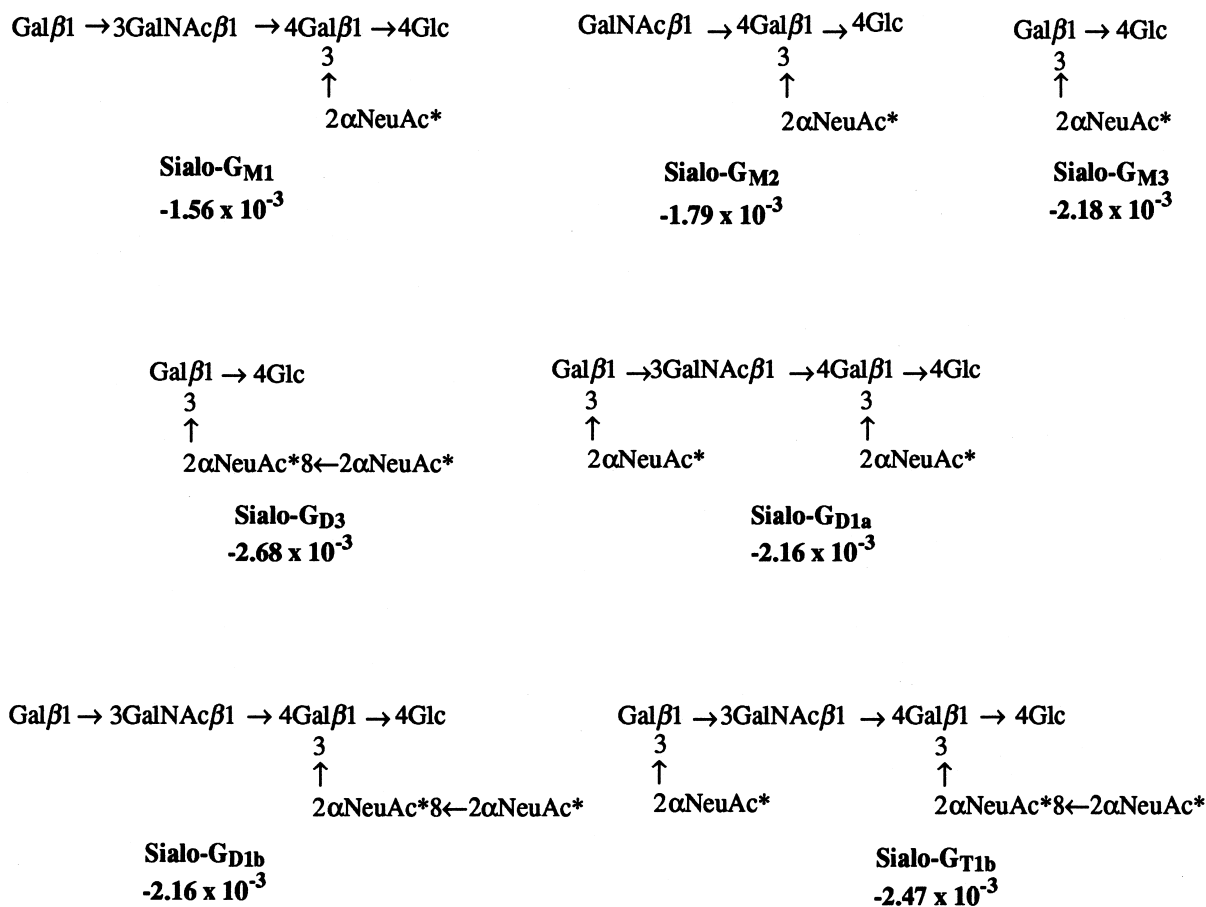 Galβ1 →3GalNAcβ1 →4Galβ1 →4Glc
3
↑
2αNeuAc*
Sialo-GM1
-1.56 x 10-3
GalNAcβ1 →4Galβ1 →4Glc
3
↑
2αNeuAc*
Sialo-GM2
-1.79 x 10-3
Galβ1 → 4Glc
3
↑
2αNeuAc*
Sialo-GM3
-2.18 x 10-3
Galβ1 → 4Glc
3
↑
2αNeuAc*8←2αNeuAc*
Sialo-GD3
-2.68 x 10-3
Galβ1 →3GalNAcβ1 →4Galβ1 →4Glc
3 3
↑ ↑
2αNeuAc* 2αNeuAc*
Sialo-GD1a
-2.16 x 10-3
Galβ1 → 3GalNAcβ1 → 4Galβ1 → 4Glc
3
↑
2αNeuAc*8←2αNeuAc*
Sialo-GD1b
-2.16 x 10-3
Galβ1 →3GalNAcβ1 → 4Galβ1 → 4Glc
3 3
↑ ↑
2αNeuAc* 2αNeuAc*8←2αNeuAc*
Sialo-GT1b
-2.47 x 10-3